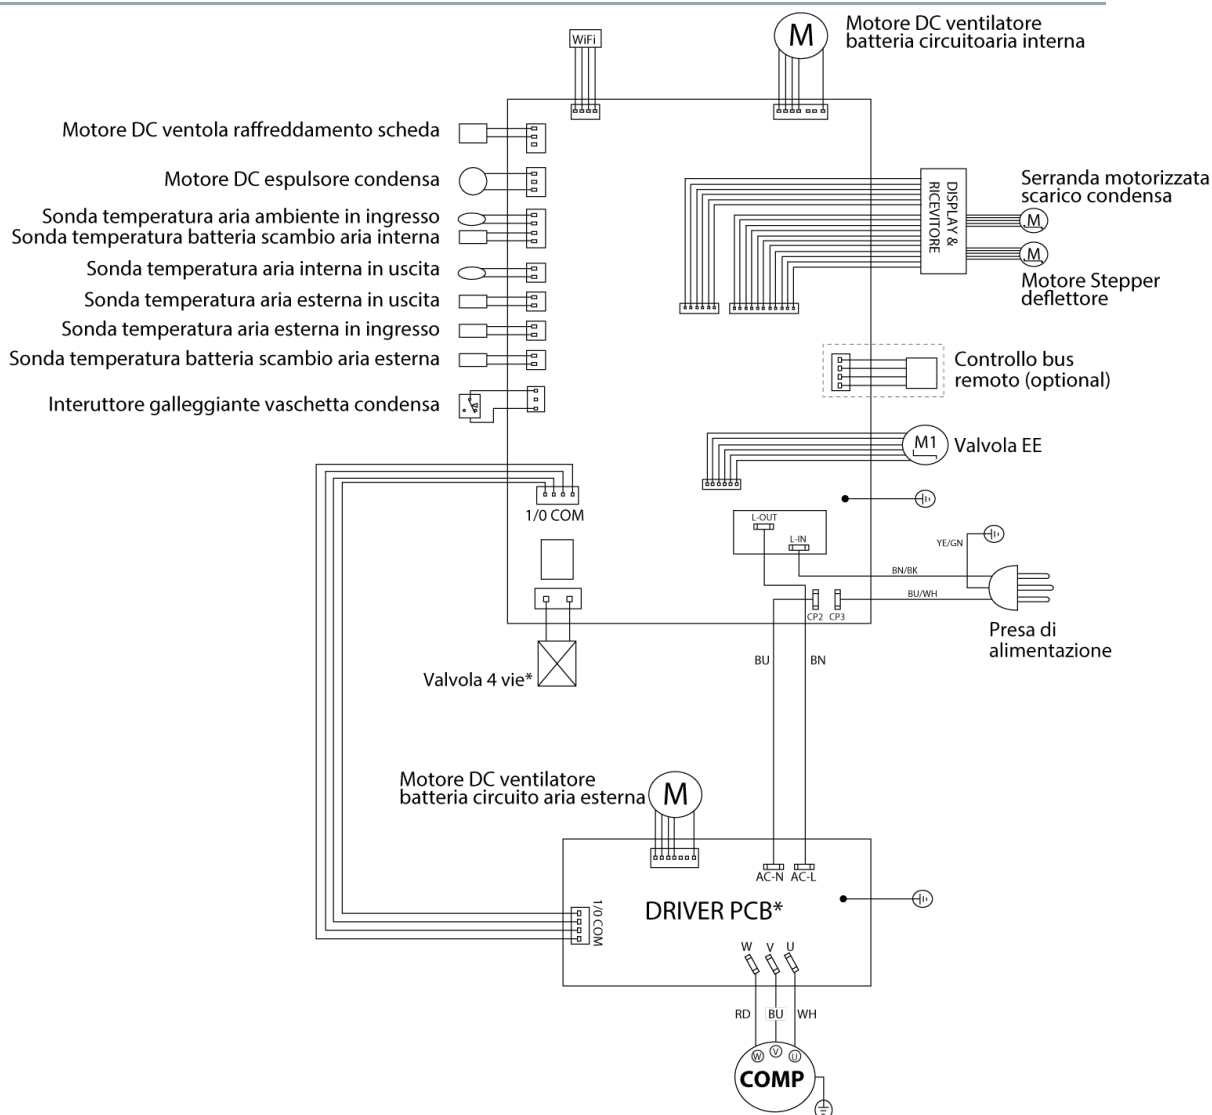 WiFi
M
Motore DC ventilatore
batteria circuitoaria interna
Motore DC ventola raffreddamento scheda
Motore DC espulsore condensa
Sonda temperatura aria ambiente in ingresso
Sonda temperatura batteria scambio aria interna
Sonda temperatura aria interna in uscita
Sonda temperatura aria esterna in uscita
Sonda temperatura aria esterna in ingresso
Sonda temperatura batteria scambio aria esterna
Interuttore galleggiante vaschetta condensa
DISPLAY &
RICEVITORE
Serranda motorizzata
scarico condensa
M
M
Motore Stepper
deflettore
Controllo bus
remoto (optional)
M1
Valvola EE
1/0 COM
L-OUT
L-IN
YE/GN
BN/BK
BU/WH
CP2
CP3
Presa di
alimentazione
BU
BN
Valvola 4 vie*
Motore DC ventilatore
batteria circuito aria esterna
M
AC-N
AC-L
DRIVER PCB*
1/0 COM
W
V
U
RD
BU
WH
W
V
U
COMP